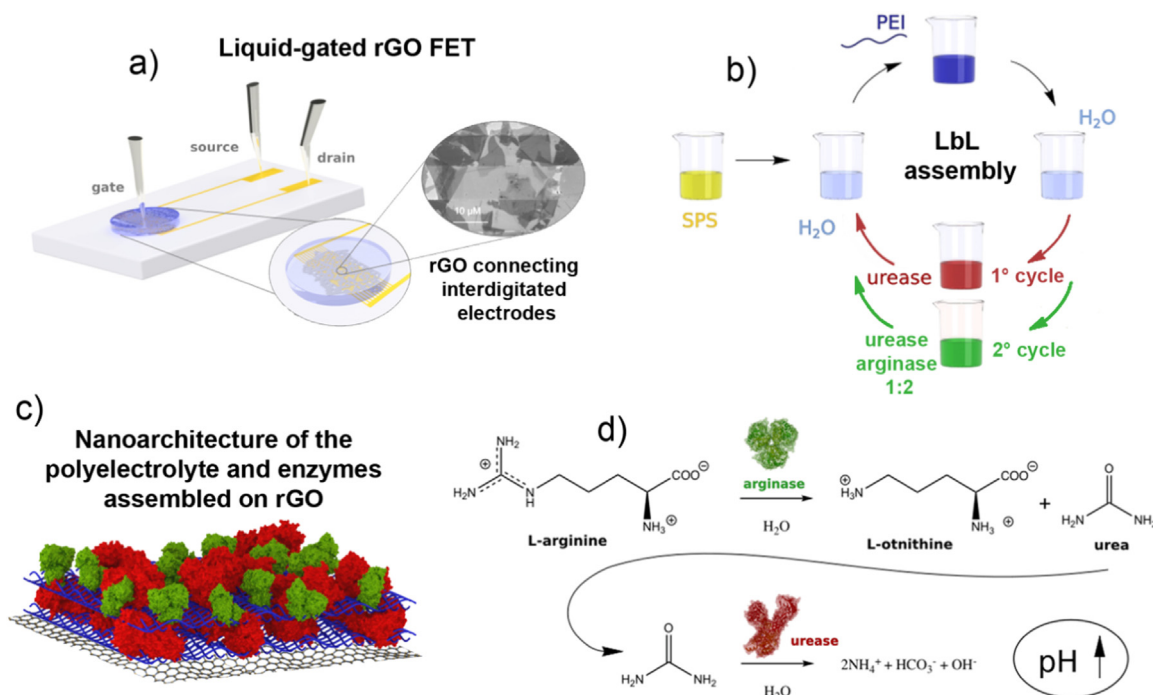 a)
Liquid-gated rGO FET
source
drain
gate
10 µM
rGO connecting
interdigitated
electrodes
b)
PEI
H₂O
LbL
assembly
SPS
H₂O
urease
1° cycle
urease
arginase
1:2
2° cycle
c)
Nanoarchitecture of the
polyelectrolyte and enzymes
assembled on rGO
d)
NH₂
⊕
H₂N
N
H
COO⊖
NH₃⊕
L-arginine
arginase
H₂O
⊕
H₃N
COO⊖
NH₃⊕
L-otnithine
+
O
H₂N
NH₂
urea
O
H₂N
NH₂
urease
H₂O
2NH₄⁺ + HCO₃⁻ + OH⁻
pH ↑